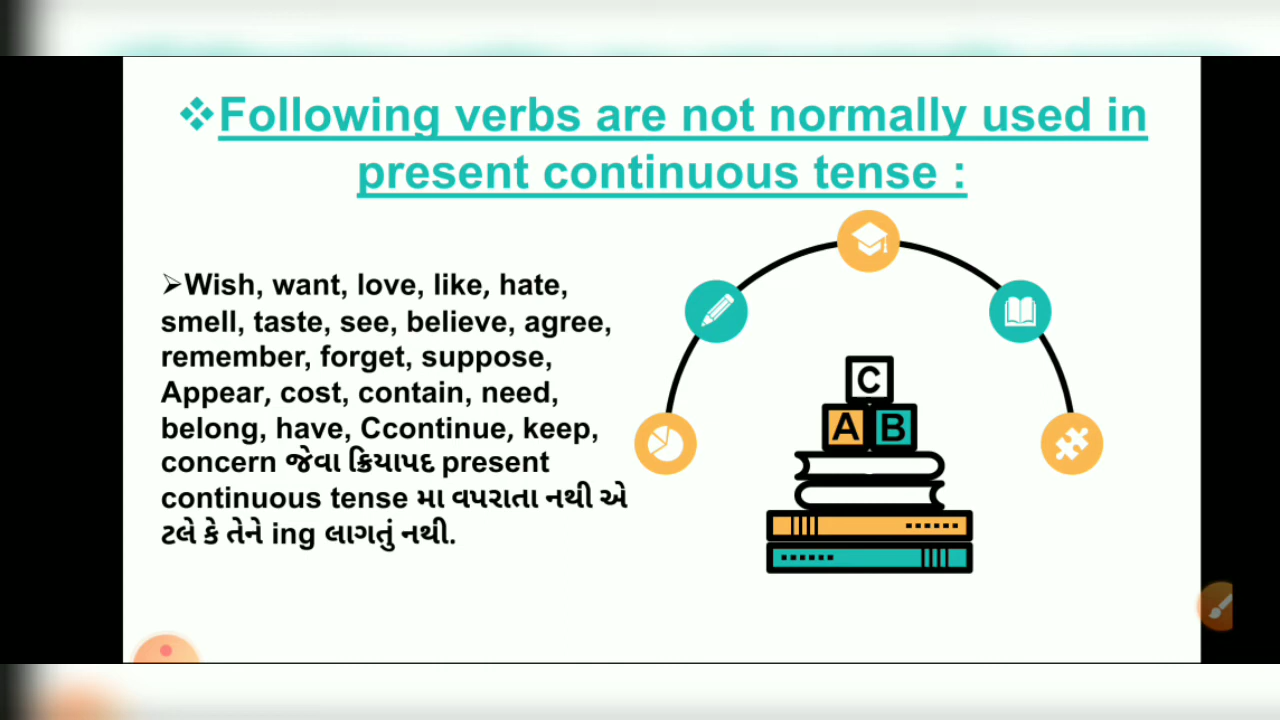 ❖Following verbs are not normally used in
present continuous tense :
➢Wish, want, love, like, hate,
smell, taste, see, believe, agree,
remember, forget, suppose,
Appear, cost, contain, need,
belong, have, Ccontinue, keep,
concern જેવા ક્રિયાપદ present
continuous tense મા વપરાતા નથી એ
ટલે કે તેને ing લાગતું નથી.
C
A B